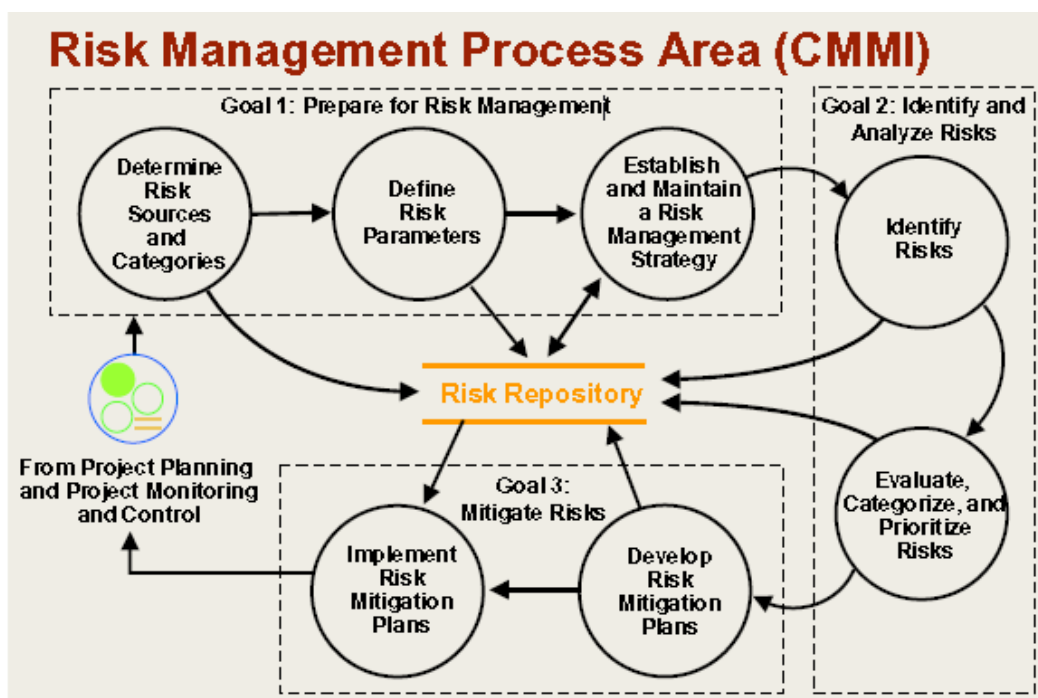 Risk Management Process Area (CMMI)
Goal 1: Prepare for Risk Management
Determine
Risk
Sources
and
Categories
Define
Risk
Parameters
Establish
and Maintain
a Risk
Management
Strategy
Goal 2: Identify and
Analyze Risks
Identify
Risks
Risk Repository
From Project Planning
and Project Monitoring
and Control
Goal 3:
Mitigate Risks
Implement
Risk
Mitigation
Plans
Develop
Risk
Mitigation
Plans
Evaluate,
Categorize, and
Prioritize
Risks